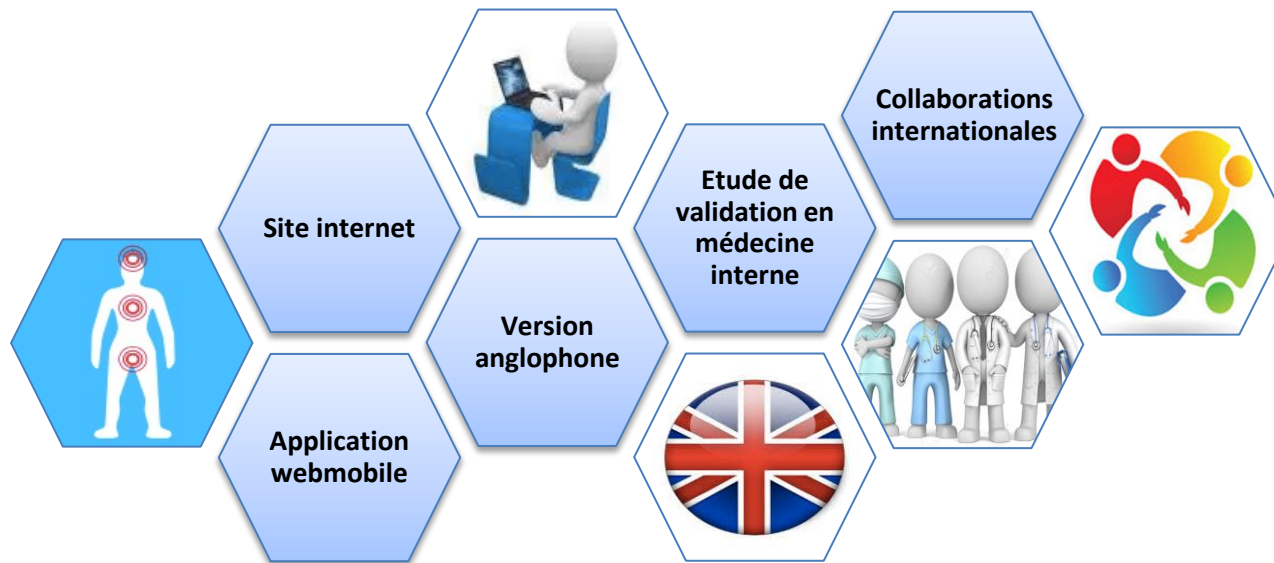 Site internet
Application
webmobile
Version
anglophone
Etude de
validation en
médecine
interne
Collaborations
internationales